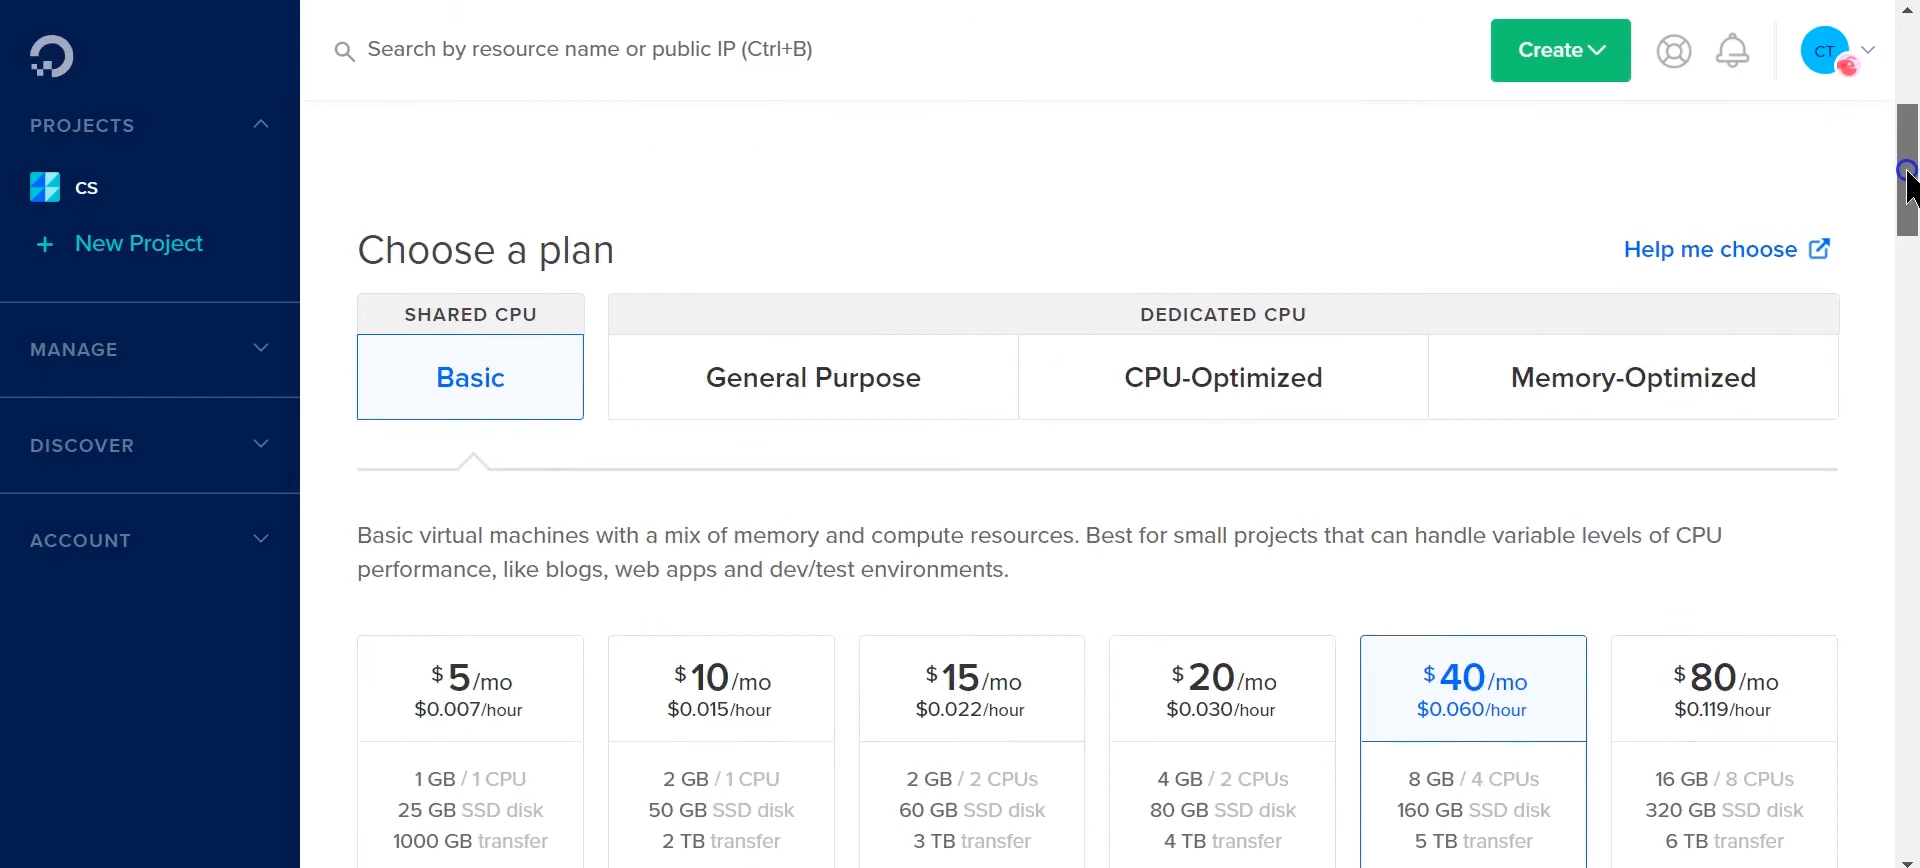 Search by resource name or public IP (Ctrl+B)
Create
CT
PROJECTS
CS
+ New Project
MANAGE
DISCOVER
ACCOUNT
Choose a plan
Help me choose
SHARED CPU
DEDICATED CPU
Basic
General Purpose
CPU-Optimized
Memory-Optimized
Basic virtual machines with a mix of memory and compute resources. Best for small projects that can handle variable levels of CPU
performance, like blogs, web apps and dev/test environments.
$5/mo
$0.007/hour
1 GB / 1 CPU
25 GB SSD disk
1000 GB transfer
$10/mo
$0.015/hour
2 GB / 1 CPU
50 GB SSD disk
2 TB transfer
$15/mo
$0.022/hour
2 GB / 2 CPUs
60 GB SSD disk
3 TB transfer
$20/mo
$0.030/hour
4 GB / 2 CPUs
80 GB SSD disk
4 TB transfer
$40/mo
$0.060/hour
8 GB / 4 CPUs
160 GB SSD disk
5 TB transfer
$80/mo
$0.119/hour
16 GB / 8 CPUs
320 GB SSD disk
6 TB transfer